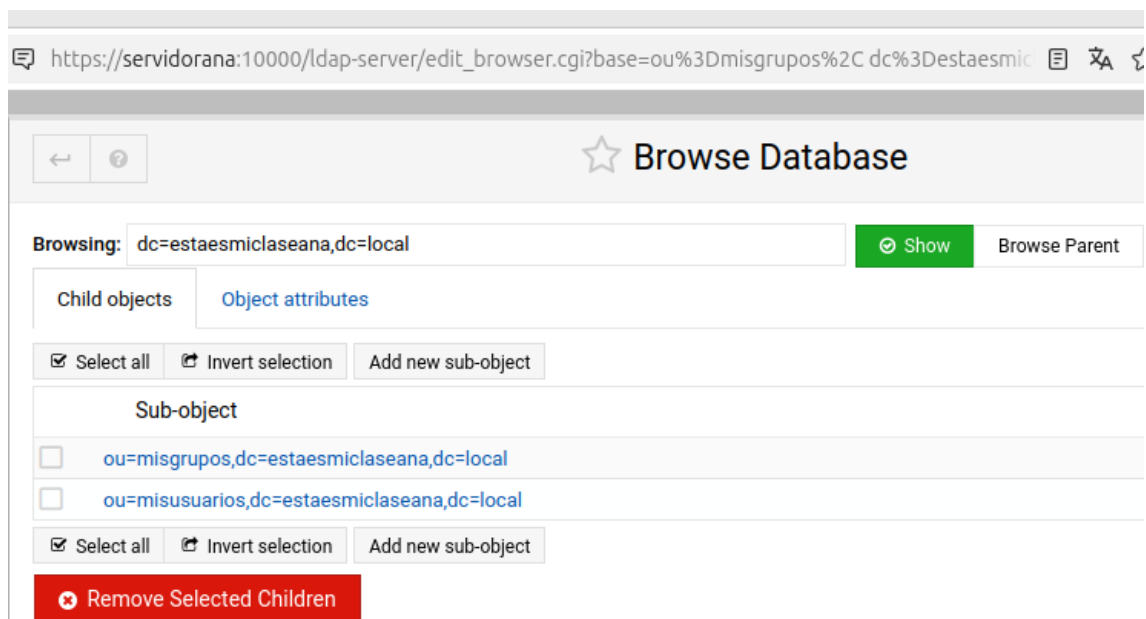 https://servidorana:10000/ldap-server/edit_browser.cgi?base=ou%3Dmisgrupos%2C dc%3Destaesmic
Browse Database
Browsing: dc=estaesmiclaseana,dc=local Show Browse Parent
Child objects Object attributes
Select all Invert selection Add new sub-object
Sub-object
ou=misgrupos,dc=estaesmiclaseana,dc=local
ou=misusuarios,dc=estaesmiclaseana,dc=local
Select all Invert selection Add new sub-object
Remove Selected Children